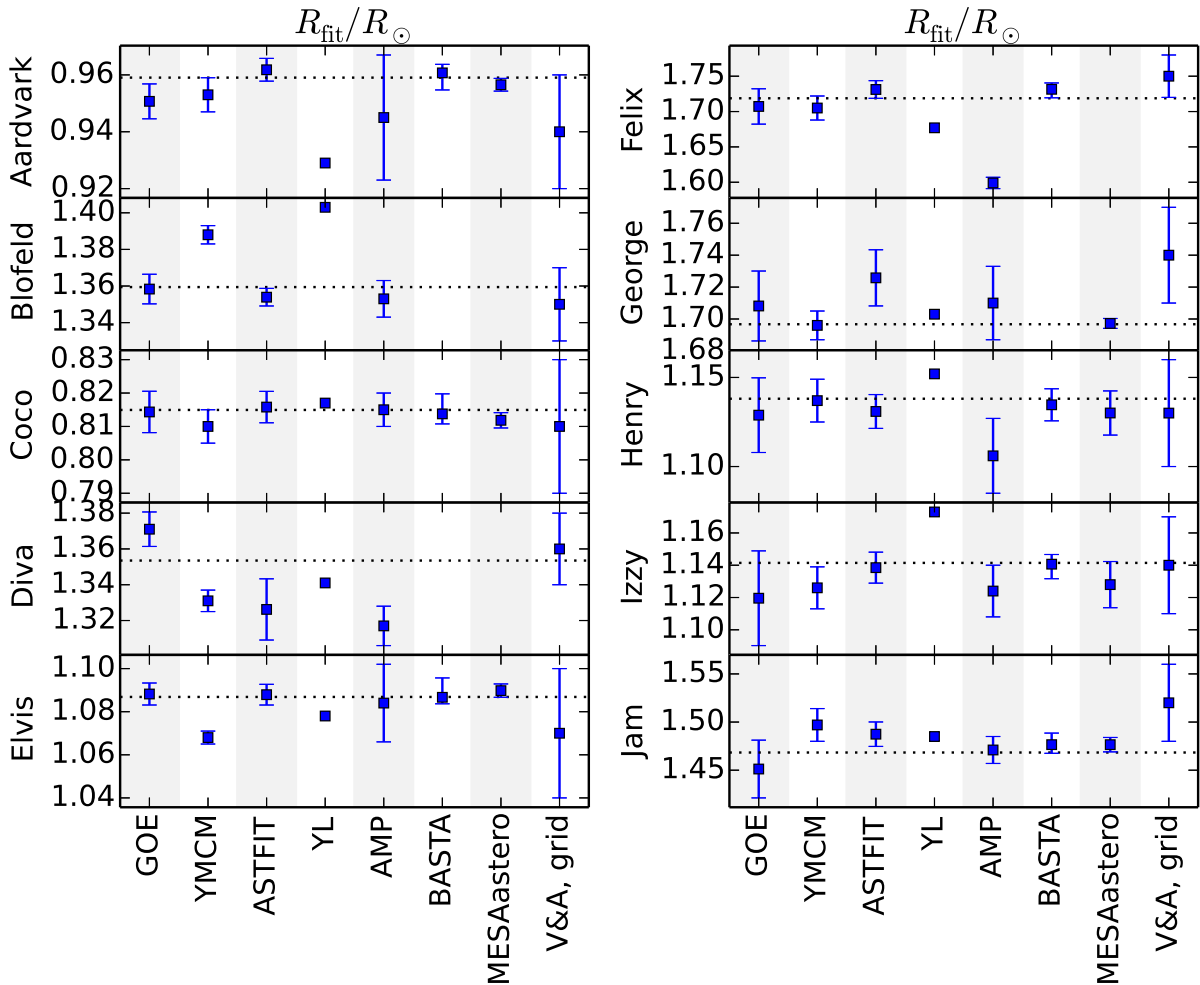 R_fit/R_⊙
Aardvark
0.96
0.94
0.92
Blofeld
1.40
1.38
1.36
1.34
Coco
0.83
0.82
0.81
0.80
0.79
Diva
1.38
1.36
1.34
1.32
Elvis
1.10
1.08
1.06
1.04
GOE
YMCM
ASTFIT
YL
AMP
BASTA
MESAastero
V&A, grid
R_fit/R_⊙
Felix
1.75
1.70
1.65
1.60
George
1.76
1.74
1.72
1.70
1.68
Henry
1.15
1.10
Izzy
1.16
1.14
1.12
1.10
Jam
1.55
1.50
1.45
GOE
YMCM
ASTFIT
YL
AMP
BASTA
MESAastero
V&A, grid